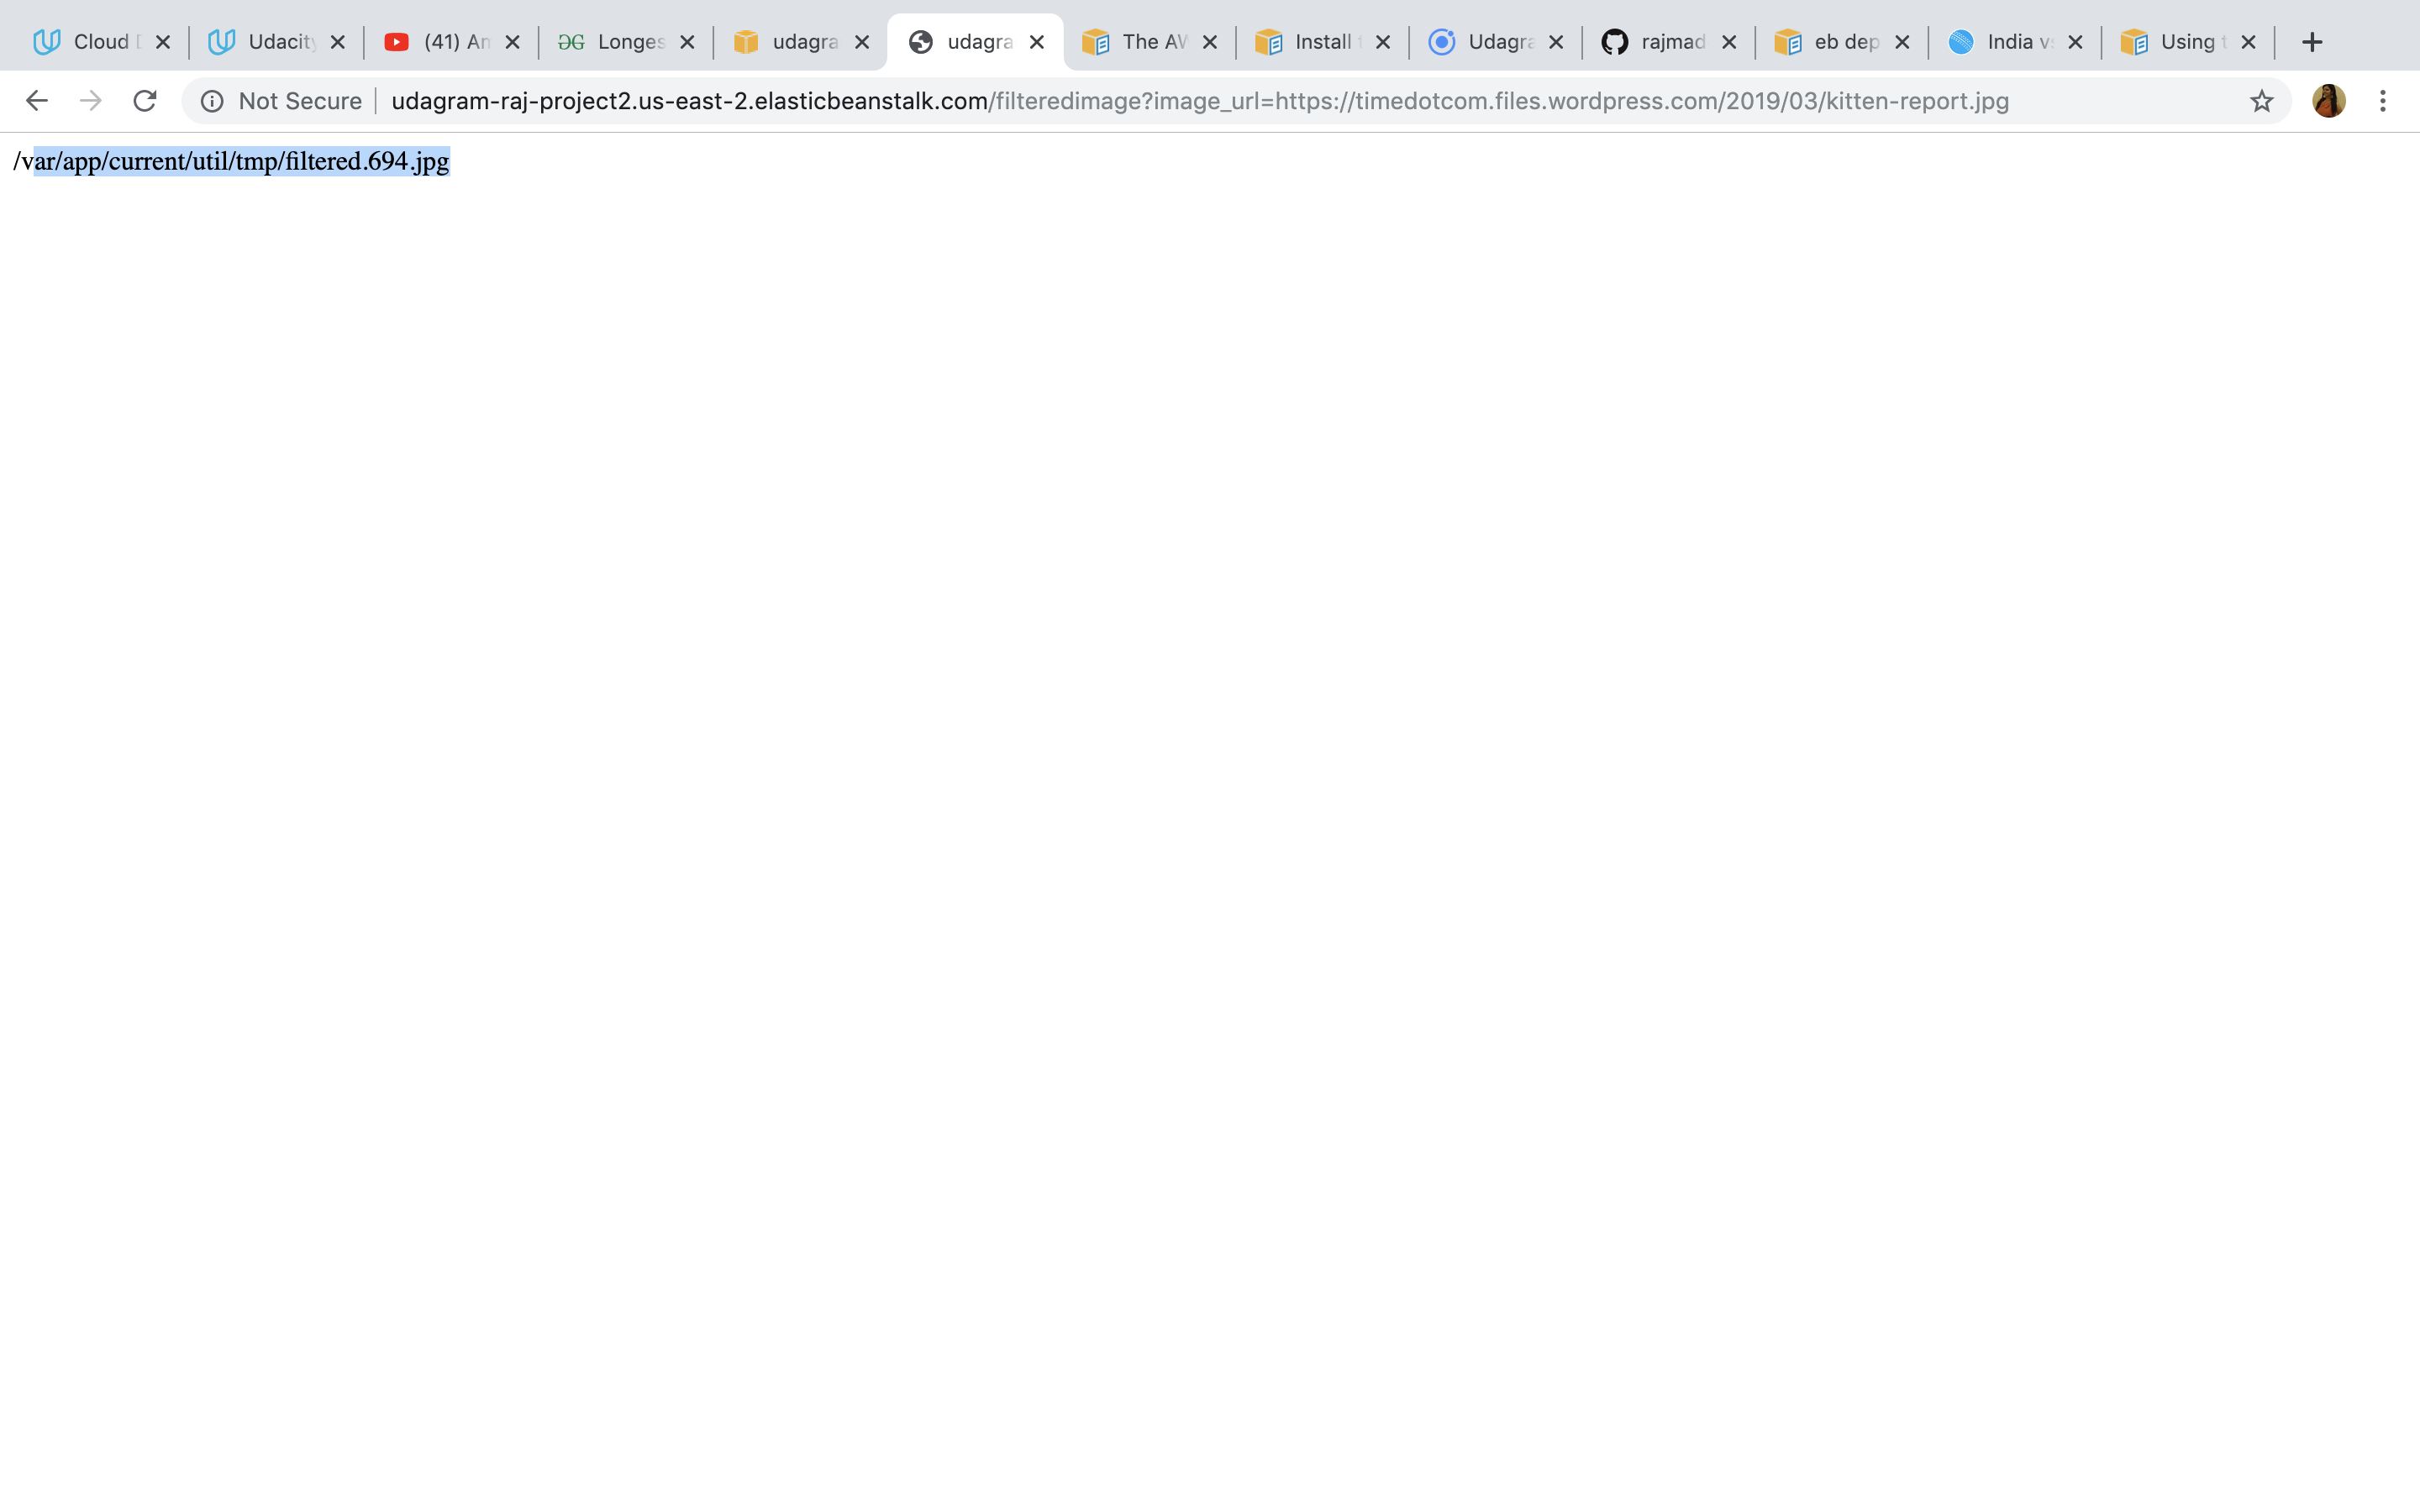 Cloud
Udacity
(41) An
Longes
udagra
udagra
The AW
Install
Udagra
rajmad
eb dep
India v
Using t
Not Secure
udagram-raj-project2.us-east-2.elasticbeanstalk.com/filteredimage?image_url=https://timedotcom.files.wordpress.com/2019/03/kitten-report.jpg
/var/app/current/util/tmp/filtered.694.jpg